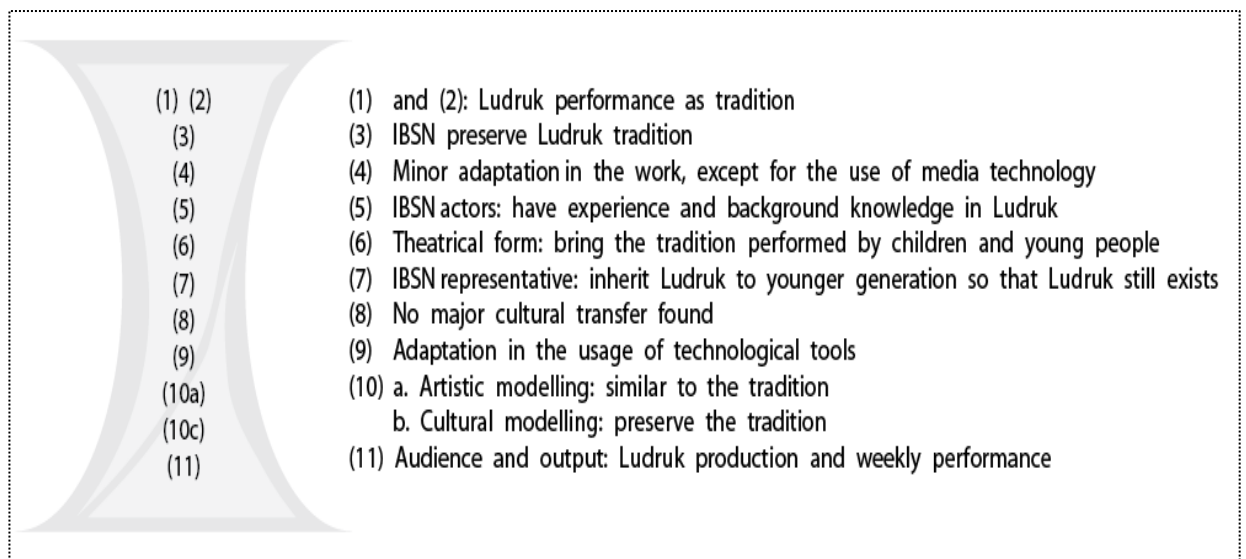 (1) (2) (1) and (2): Ludruk performance as tradition
(3) (3) IBSN preserve Ludruk tradition
(4) (4) Minor adaptation in the work, except for the use of media technology
(5) (5) IBSN actors: have experience and background knowledge in Ludruk
(6) (6) Theatrical form: bring the tradition performed by children and young people
(7) (7) IBSN representative: inherit Ludruk to younger generation so that Ludruk still exists
(8) (8) No major cultural transfer found
(9) (9) Adaptation in the usage of technological tools
(10a) (10) a. Artistic modelling: similar to the tradition
(10c) b. Cultural modelling: preserve the tradition
(11) (11) Audience and output: Ludruk production and weekly performance